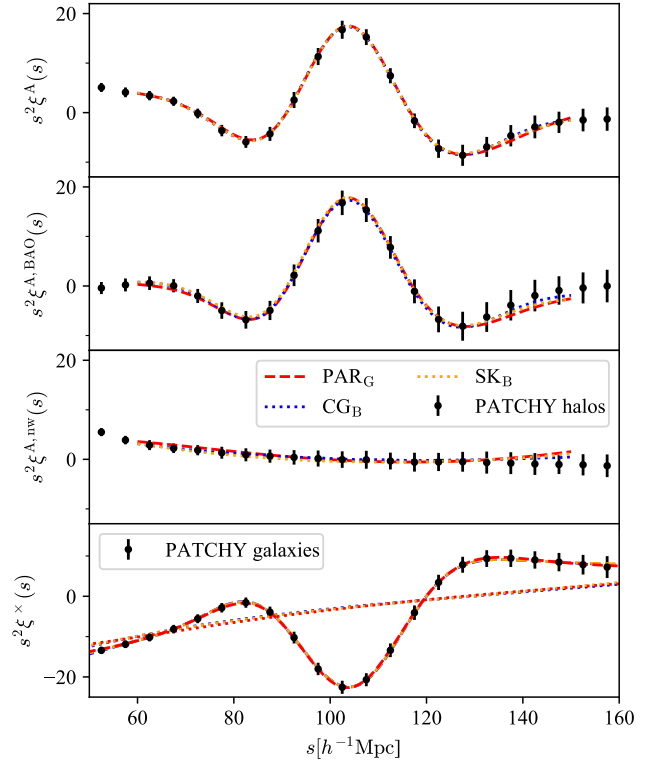 20
0
s²ξᴬ(s)
20
0
s²ξᴬ,ᴮᴬᴼ(s)
20
0
s²ξᴬ,ⁿʷ(s)
PAR_G
SK_B
CG_B
PATCHY halos
PATCHY galaxies
0
−20
s²ξ×(s)
60 80 100 120 140 160
s[h⁻¹Mpc]